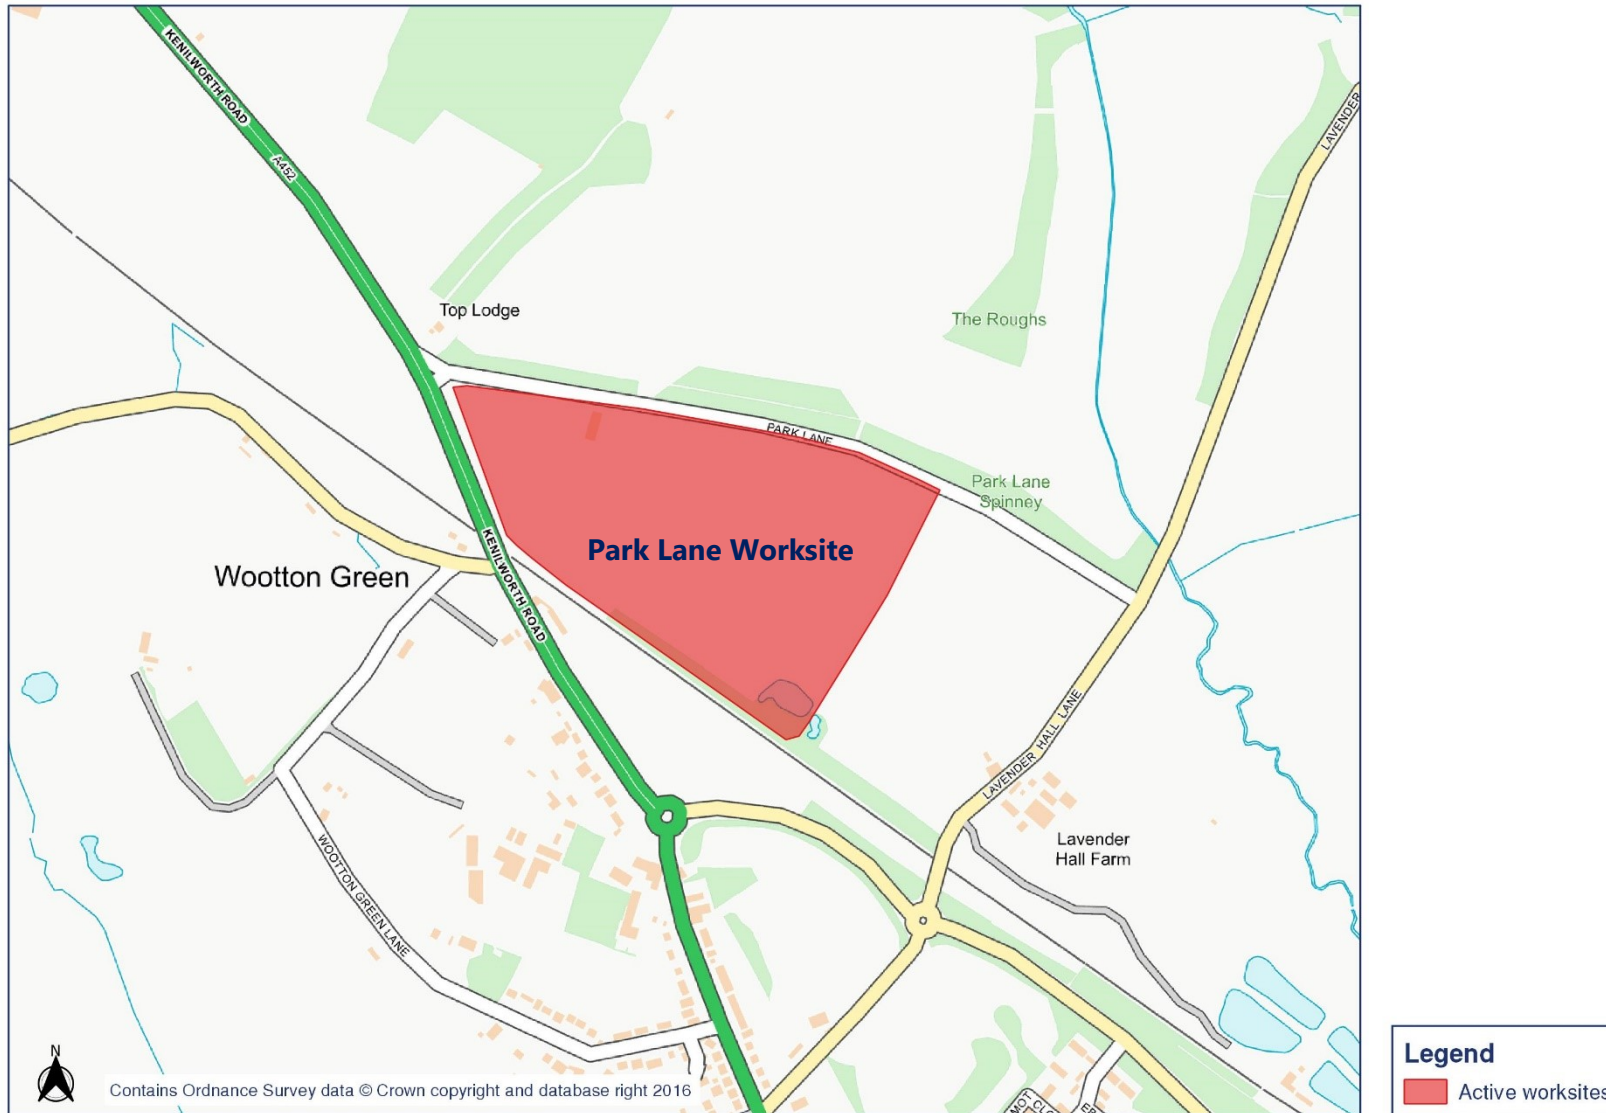 KENILWORTH ROAD
A452
LAVENDER
Top Lodge
The Roughs
PARK LANE
Park Lane
Spinney
KENILWORTH ROAD
Park Lane Worksite
Wootton Green
LAVENDER HALL LANE
Lavender
Hall Farm
WOOTTON GREEN LANE
N
Contains Ordnance Survey data © Crown copyright and database right 2016
Legend
Active worksites